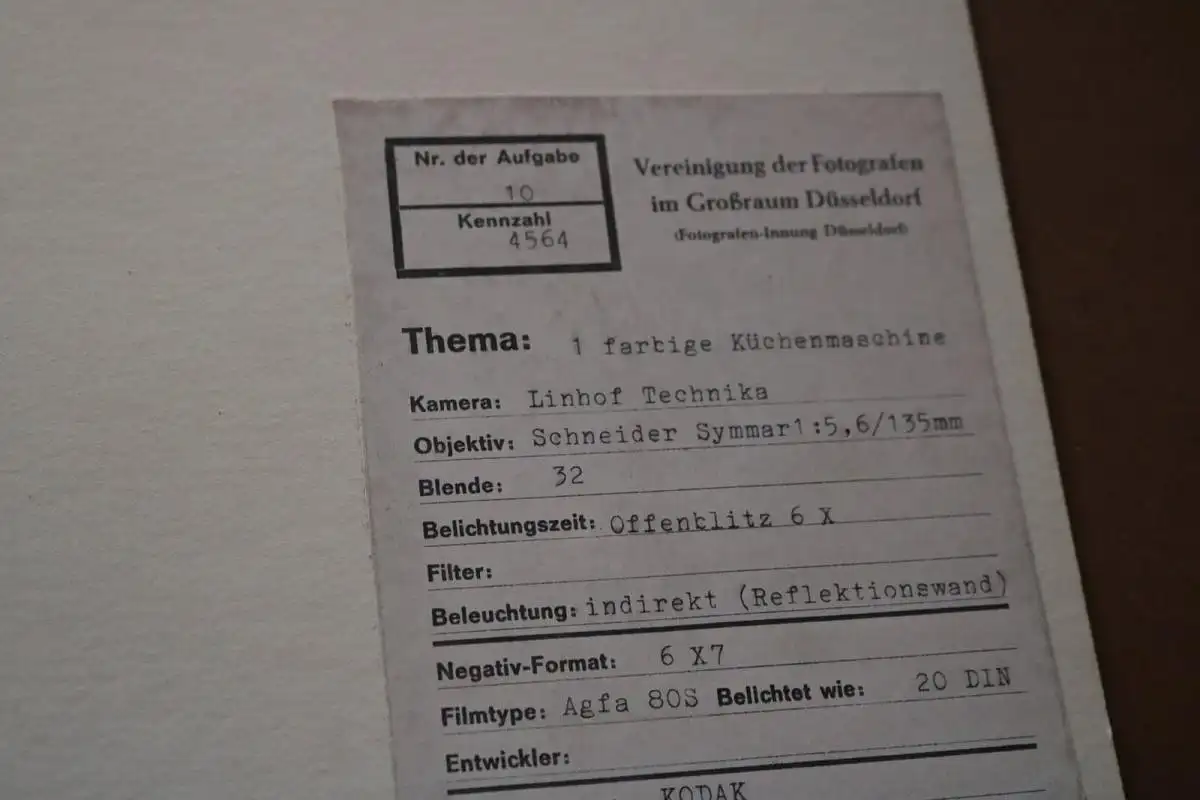 Nr. der Aufgabe
10
Kennzahl
4564
Vereinigung der Fotografen
im Großraum Düsseldorf
(Fotografen-Innung Düsseldorf)
Thema: 1 farbige Küchenmaschine
Kamera: Linhof Technika
Objektiv: Schneider Symmar1:5,6/135mm
Blende: 32
Belichtungszeit: Offenblitz 6 X
Filter:
Beleuchtung: indirekt (Reflektionswand)
Negativ-Format: 6 X7
Filmtype: Agfa 80S Belichtet wie: 20 DIN
Entwickler:
KODAK